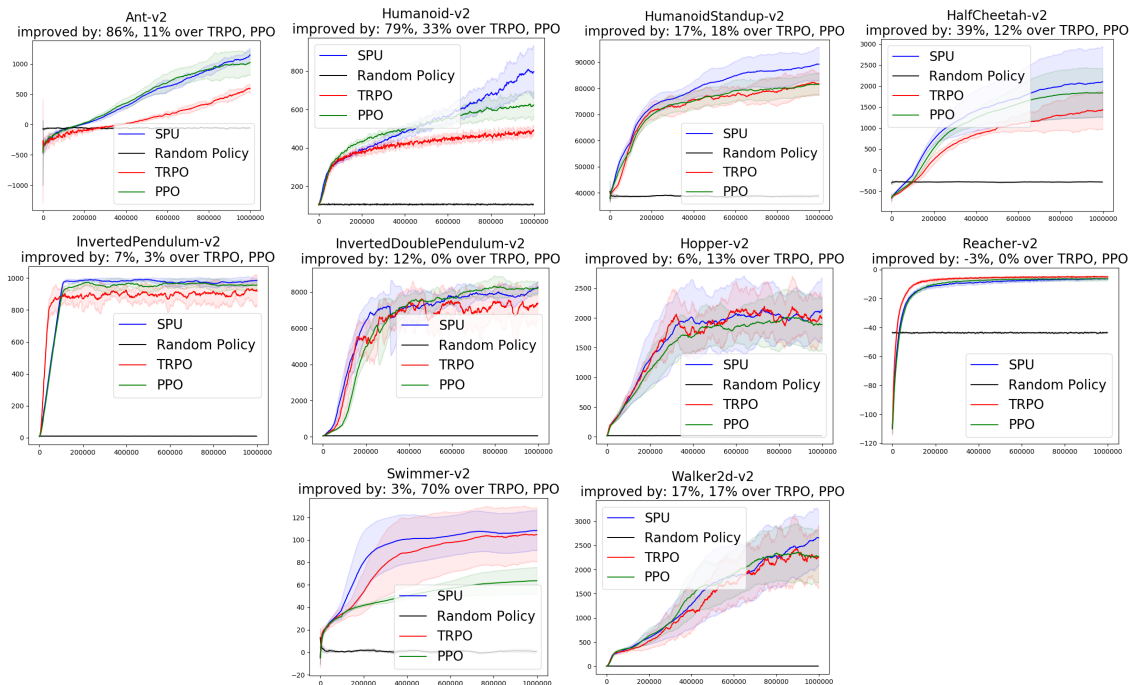 Ant-v2
improved by: 86%, 11% over TRPO, PPO
1000
500
0
−500
−1000
0
200000
400000
600000
800000
1000000
SPU
Random Policy
TRPO
PPO
Humanoid-v2
improved by: 79%, 33% over TRPO, PPO
800
600
400
200
0
200000
400000
600000
800000
1000000
SPU
Random Policy
TRPO
PPO
HumanoidStandup-v2
improved by: 17%, 18% over TRPO, PPO
90000
80000
70000
60000
50000
40000
0
200000
400000
600000
800000
1000000
SPU
Random Policy
TRPO
PPO
HalfCheetah-v2
improved by: 39%, 12% over TRPO, PPO
3000
2500
2000
1500
1000
500
0
−500
0
200000
400000
600000
800000
1000000
SPU
Random Policy
TRPO
PPO
InvertedPendulum-v2
improved by: 7%, 3% over TRPO, PPO
1000
800
600
400
200
0
0
200000
400000
600000
800000
1000000
SPU
Random Policy
TRPO
PPO
InvertedDoublePendulum-v2
improved by: 12%, 0% over TRPO, PPO
8000
6000
4000
2000
0
0
200000
400000
600000
800000
1000000
SPU
Random Policy
TRPO
PPO
Hopper-v2
improved by: 6%, 13% over TRPO, PPO
2500
2000
1500
1000
500
0
0
200000
400000
600000
800000
1000000
SPU
Random Policy
TRPO
PPO
Reacher-v2
improved by: -3%, 0% over TRPO, PPO
0
−20
−40
−60
−80
−100
−120
0
200000
400000
600000
800000
1000000
SPU
Random Policy
TRPO
PPO
Swimmer-v2
improved by: 3%, 70% over TRPO, PPO
120
100
80
60
40
20
0
−20
0
200000
400000
600000
800000
1000000
SPU
Random Policy
TRPO
PPO
Walker2d-v2
improved by: 17%, 17% over TRPO, PPO
3000
2500
2000
1500
1000
500
0
0
200000
400000
600000
800000
1000000
SPU
Random Policy
TRPO
PPO